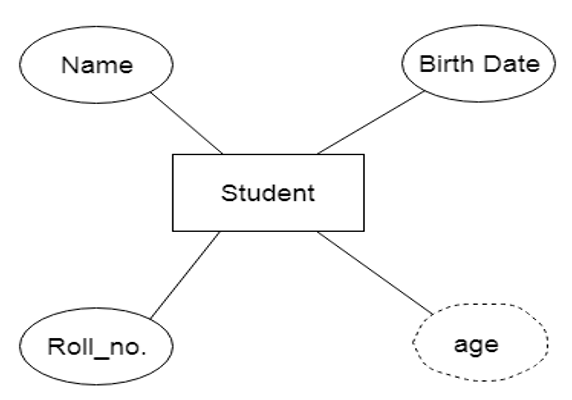 Name
Birth Date
Student
Roll_no.
age